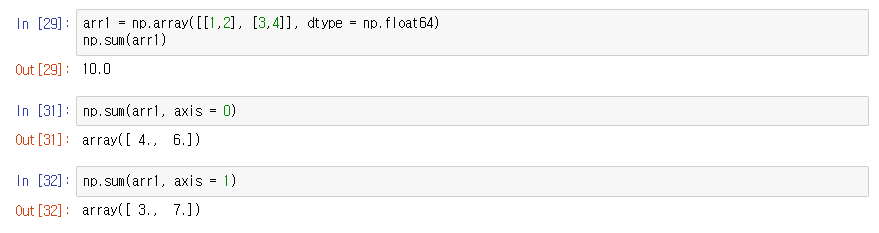 In [29]: arr1 = np.array([[1,2], [3,4]], dtype = np.float64)
np.sum(arr1)
Out[29]: 10.0
In [31]: np.sum(arr1, axis = 0)
Out[31]: array([ 4.,  6.])
In [32]: np.sum(arr1, axis = 1)
Out[32]: array([ 3.,  7.])